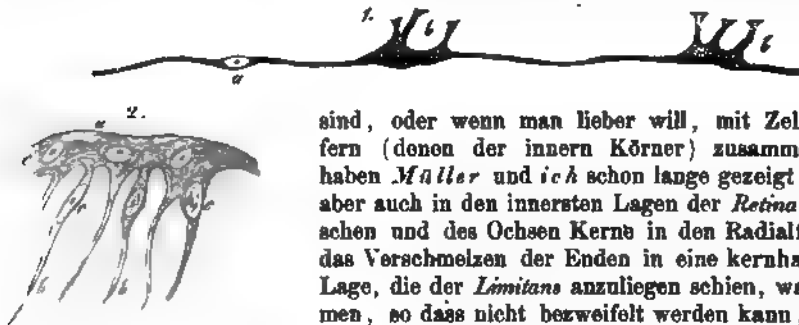 1. b b
a
2.
a
c
c
c
b b
sind, oder wenn man lieber will, mit Zel
fern (denen der innern Körner) zusamm
haben Müller und ich schon lange gezeigt
aber auch in den innersten Lagen der Retina
schen und des Ochsen Kerne in den Radialf
das Verschmelzen der Enden in eine kernha
Lage, die der Limitans anzuliegen schien, wa
men, so dass nicht bezweifelt werden kann